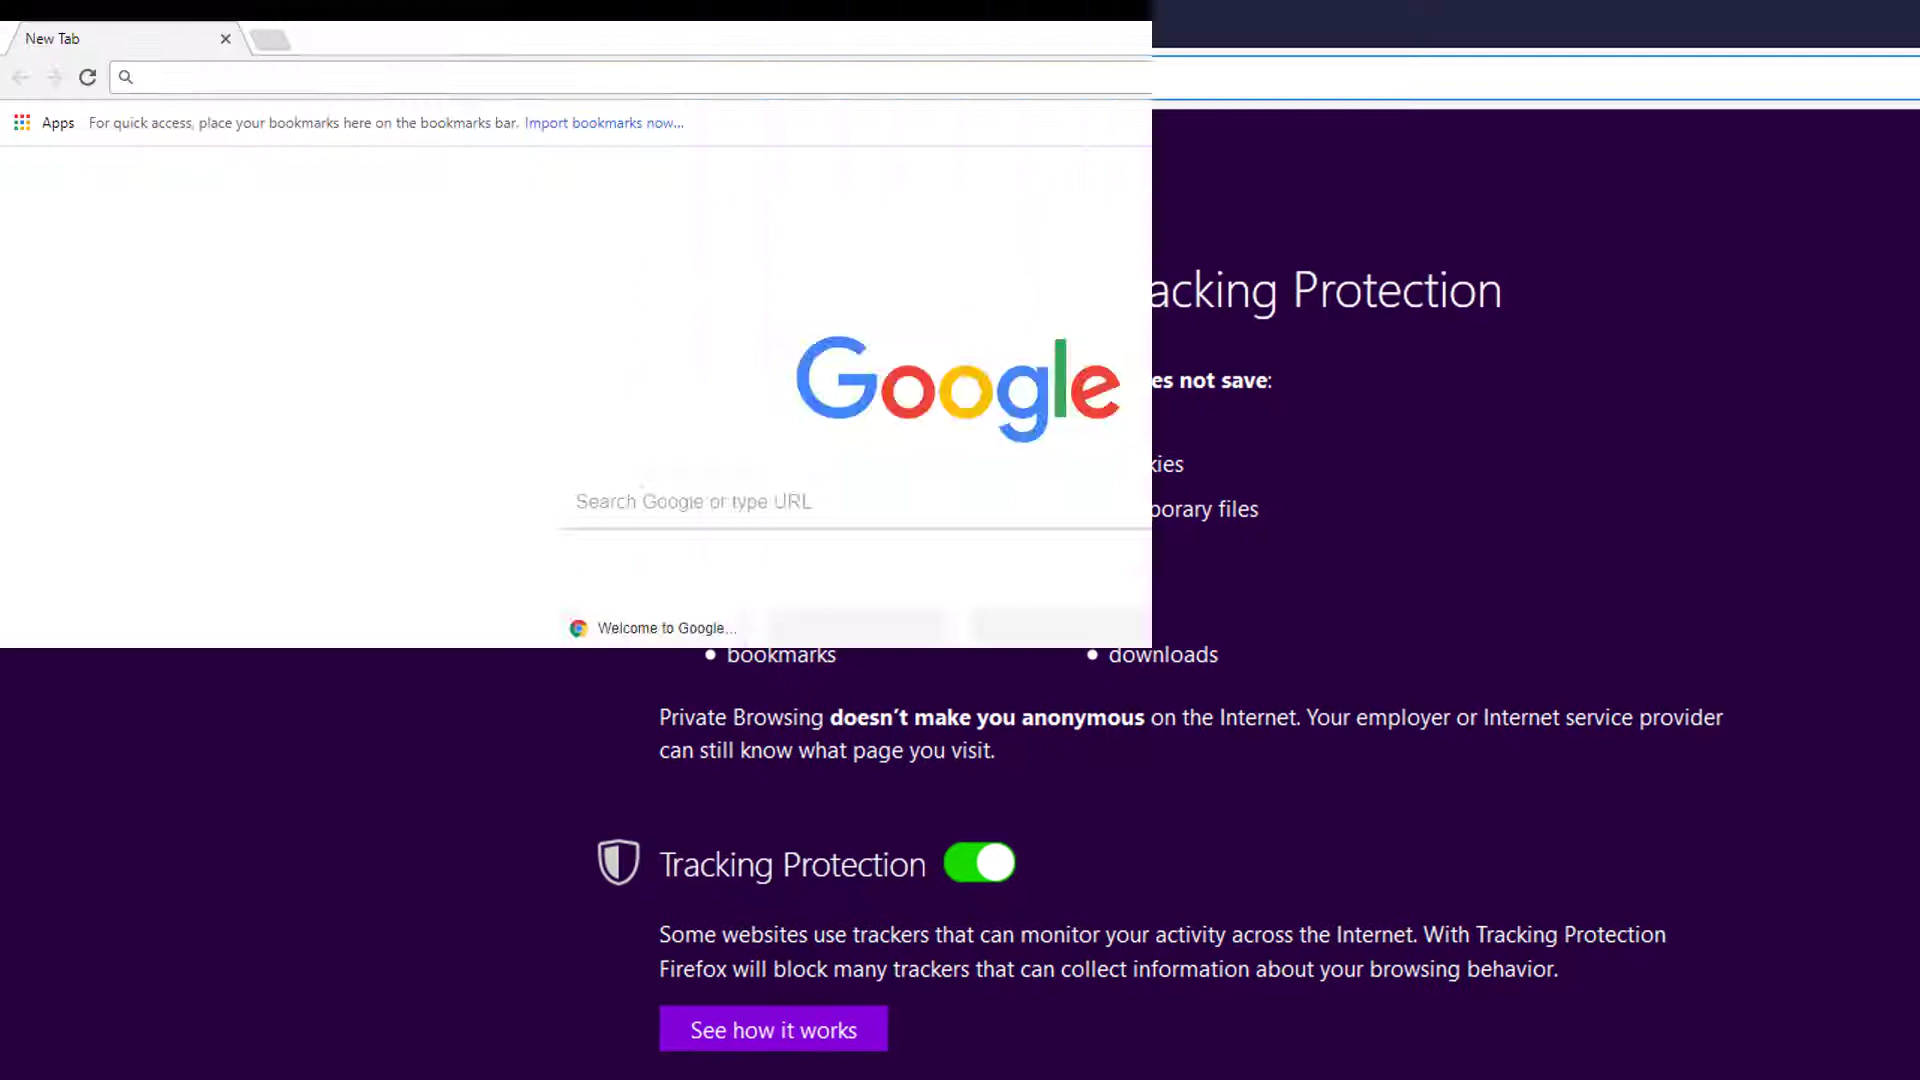 New Tab
Apps For quick access, place your bookmarks here on the bookmarks bar. Import bookmarks now...
acking Protection
es not save:
Google
kies
Search Google or type URL
porary files
Welcome to Google...
bookmarks
downloads
Private Browsing doesn't make you anonymous on the Internet. Your employer or Internet service provider
can still know what page you visit.
Tracking Protection
Some websites use trackers that can monitor your activity across the Internet. With Tracking Protection
Firefox will block many trackers that can collect information about your browsing behavior.
See how it works